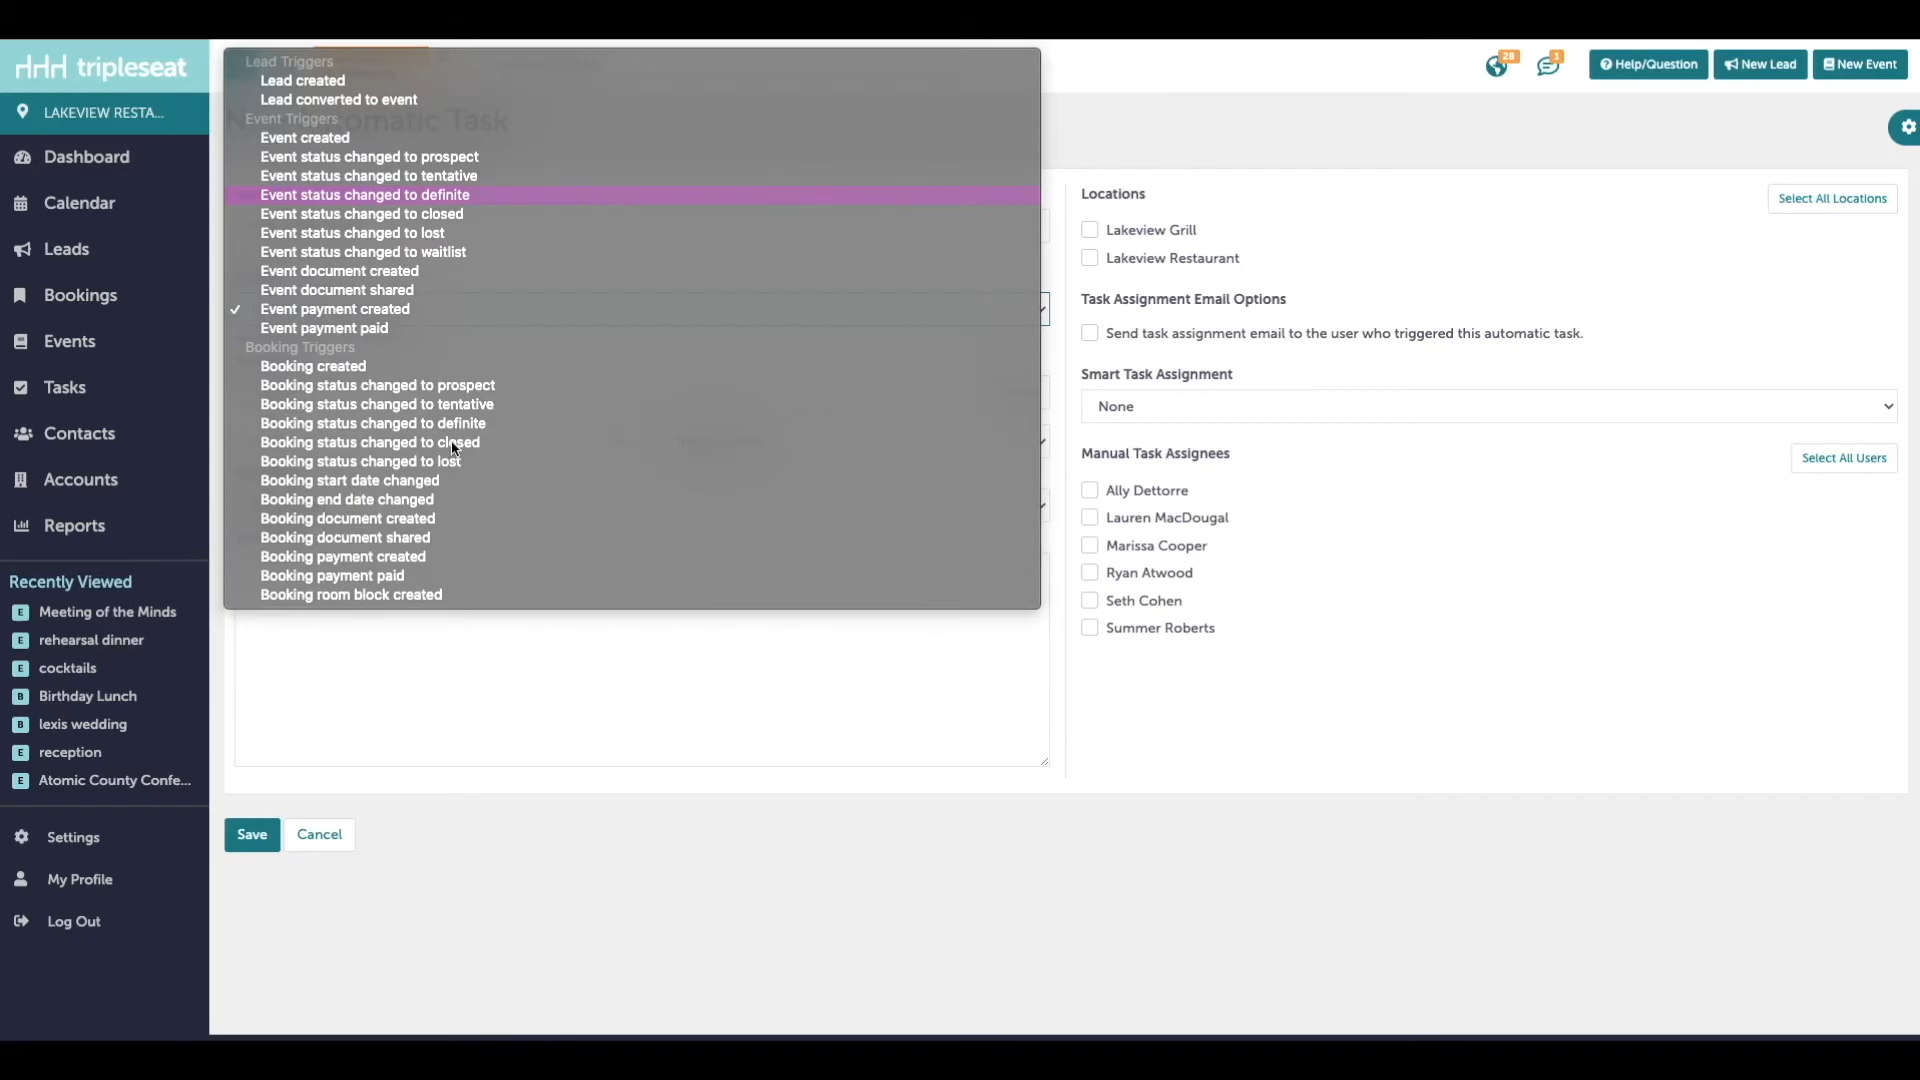 tripleseat
LAKEVIEW RESTA...
Dashboard
Calendar
Leads
Bookings
Events
Tasks
Contacts
Accounts
Reports
Recently Viewed
E Meeting of the Minds
E rehearsal dinner
E cocktails
B Birthday Lunch
B lexis wedding
E reception
E Atomic County Confe...
Settings
My Profile
Log Out
28
1
Help/Question
New Lead
New Event
Automatic Task
Lead Triggers
Lead created
Lead converted to event
Event Triggers
Event created
Event status changed to prospect
Event status changed to tentative
Event status changed to definite
Event status changed to closed
Event status changed to lost
Event status changed to waitlist
Event document created
Event document shared
✓ Event payment created
Event payment paid
Booking Triggers
Booking created
Booking status changed to prospect
Booking status changed to tentative
Booking status changed to definite
Booking status changed to closed
Booking status changed to lost
Booking start date changed
Booking end date changed
Booking document created
Booking document shared
Booking payment created
Booking payment paid
Booking room block created
Save
Cancel
Locations
Select All Locations
Lakeview Grill
Lakeview Restaurant
Task Assignment Email Options
Send task assignment email to the user who triggered this automatic task.
Smart Task Assignment
None
Manual Task Assignees
Select All Users
Ally Dettorre
Lauren MacDougal
Marissa Cooper
Ryan Atwood
Seth Cohen
Summer Roberts